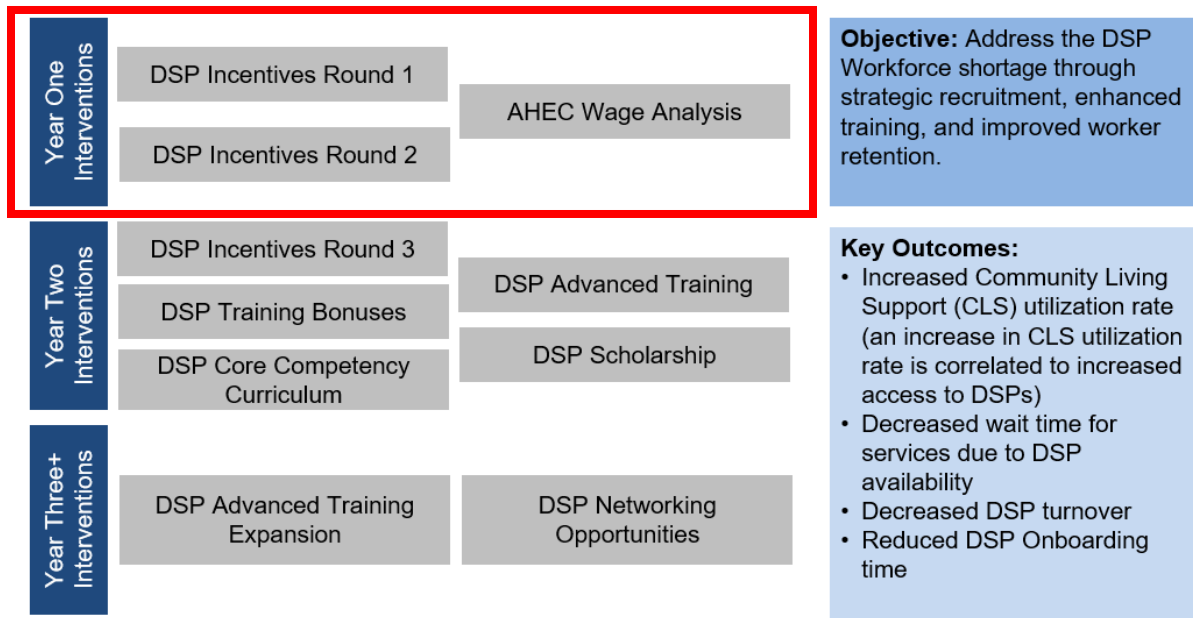 Year One
Interventions
DSP Incentives Round 1
DSP Incentives Round 2
AHEC Wage Analysis
Objective: Address the DSP
Workforce shortage through
strategic recruitment, enhanced
training, and improved worker
retention.
Year Two
Interventions
DSP Incentives Round 3
DSP Training Bonuses
DSP Core Competency
Curriculum
DSP Advanced Training
DSP Scholarship
Year Three+
Interventions
DSP Advanced Training
Expansion
DSP Networking
Opportunities
Key Outcomes:
• Increased Community Living
Support (CLS) utilization rate
(an increase in CLS utilization
rate is correlated to increased
access to DSPs)
• Decreased wait time for
services due to DSP
availability
• Decreased DSP turnover
• Reduced DSP Onboarding
time